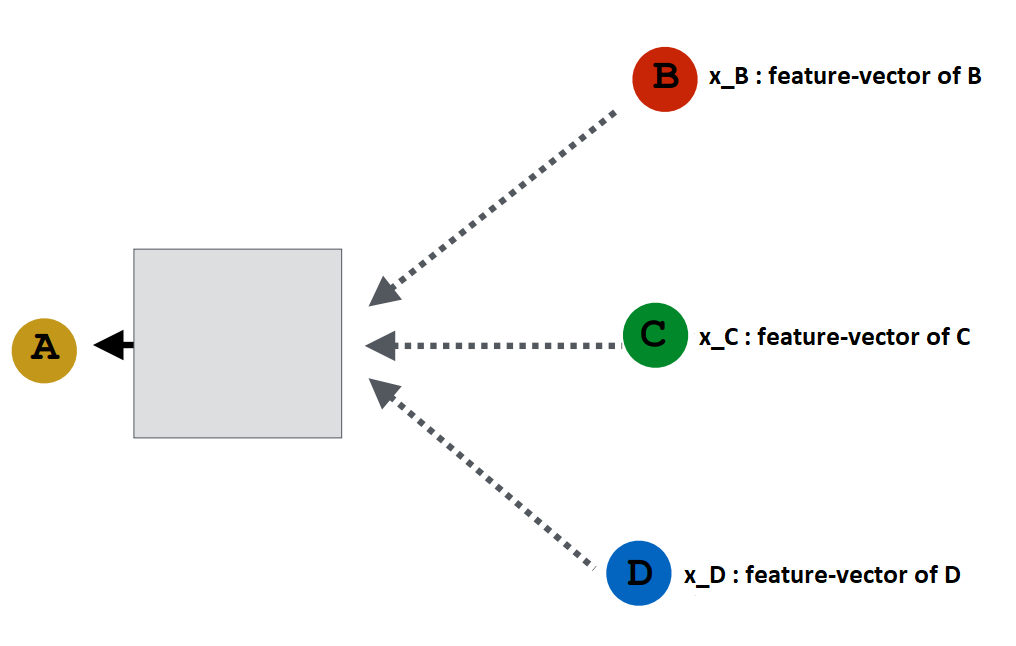 B x_B : feature-vector of B
C x_C : feature-vector of C
A
D x_D : feature-vector of D